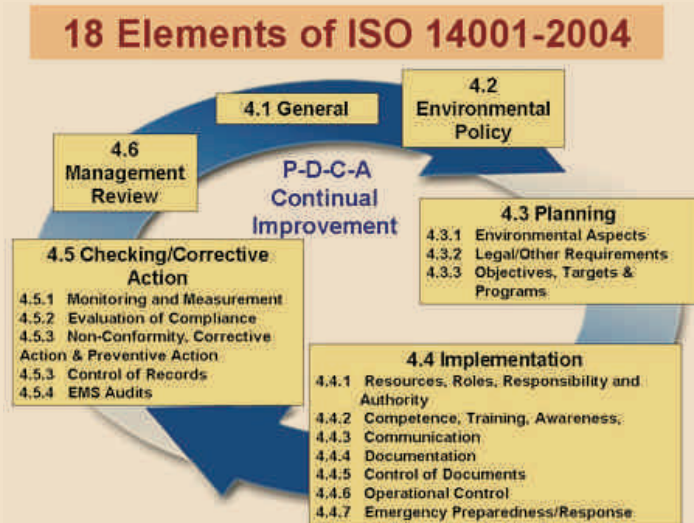 18 Elements of ISO 14001-2004
4.1 General
4.2
Environmental
Policy
4.6
Management
Review
P-D-C-A
Continual
Improvement
4.3 Planning
4.3.1 Environmental Aspects
4.3.2 Legal/Other Requirements
4.3.3 Objectives, Targets &
Programs
4.5 Checking/Corrective
Action
4.5.1 Monitoring and Measurement
4.5.2 Evaluation of Compliance
4.5.3 Non-Conformity, Corrective
Action & Preventive Action
4.5.3 Control of Records
4.5.4 EMS Audits
4.4 Implementation
4.4.1 Resources, Roles, Responsibility and
Authority
4.4.2 Competence, Training, Awareness,
4.4.3 Communication
4.4.4 Documentation
4.4.5 Control of Documents
4.4.6 Operational Control
4.4.7 Emergency Preparedness/Response